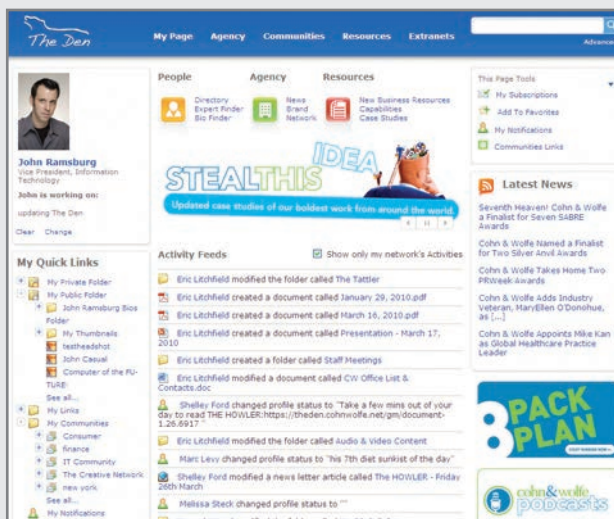 The Den
My Page Agency Communities Resources Extranets
Advance
John Ramsburg
Vice President, Information
Technology
John is working on:
updating The Den
Clear Change
My Quick Links
My Private Folder
My Public Folder
John Ramsburg Bios
Folder
My Thumbnails
testheadshot
John Casual
Computer of the FU-
TURE-
See all...
My Links
My Communities
Consumer
finance
IT Community
The Creative Network
new york
See all...
My Notifications
People Agency Resources
Directory
Expert Finder
Bio Finder
News
Brand
Network
New Business Resources
Capabilities
Case Studies
STEALTHIS
IDEA
Updated case studies of our boldest work from around the world.
Activity Feeds Show only my network's Activities
Eric Litchfield modified the folder called The Tattler
Eric Litchfield created a document called January 29, 2010.pdf
Eric Litchfield created a document called March 16, 2010.pdf
Eric Litchfield created a document called Presentation - March 17,
2010
Eric Litchfield created a folder called Staff Meetings
Eric Litchfield modified a document called CW Office List &
Contacts.doc
Shelley Ford changed profile status to "Take a few mins out of your
day to read THE HOWLER:https://theden.cohnwolfe.net/gm/document-
1.26.6917 "
Eric Litchfield modified the folder called Audio & Video Content
Marc Levy changed profile status to "his 7th diet sunkist of the day"
Shelley Ford modified a news letter article called The HOWLER - Friday
26th March
Melissa Steck changed profile status to ""
This Page Tools
My Subscriptions
Add To Favorites
My Notifications
Communities Links
Latest News
Seventh Heaven! Cohn & Wolfe
a Finalist for Seven SABRE
Awards
Cohn & Wolfe Named a Finalist
for Two Silver Anvil Awards
Cohn & Wolfe Takes Home Two
PRWeek Awards
Cohn & Wolfe Adds Industry
Veteran, MaryEllen O'Donohue,
as [...]
Cohn & Wolfe Appoints Mike Kan
as Global Healthcare Practice
Leader
8 PACK
PLAN
cohn&wolfe
podcasts